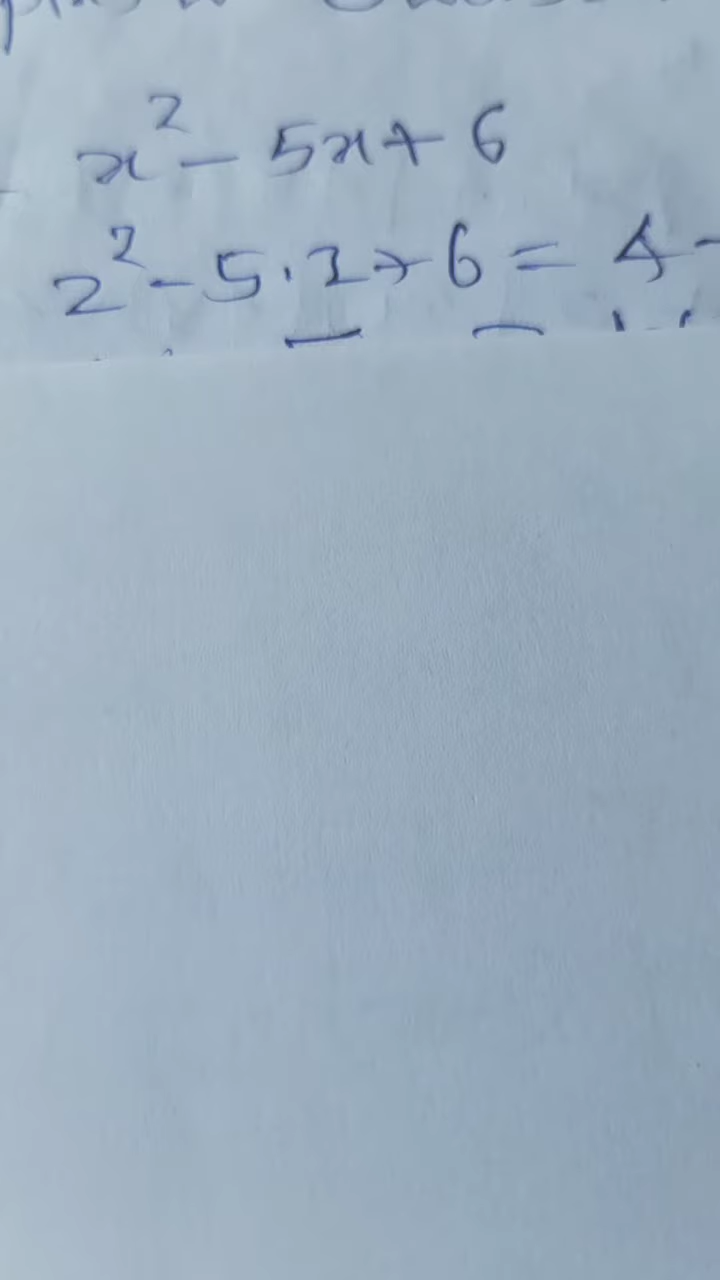 x² - 5x + 6
2² - 5.2 + 6 = 4 -